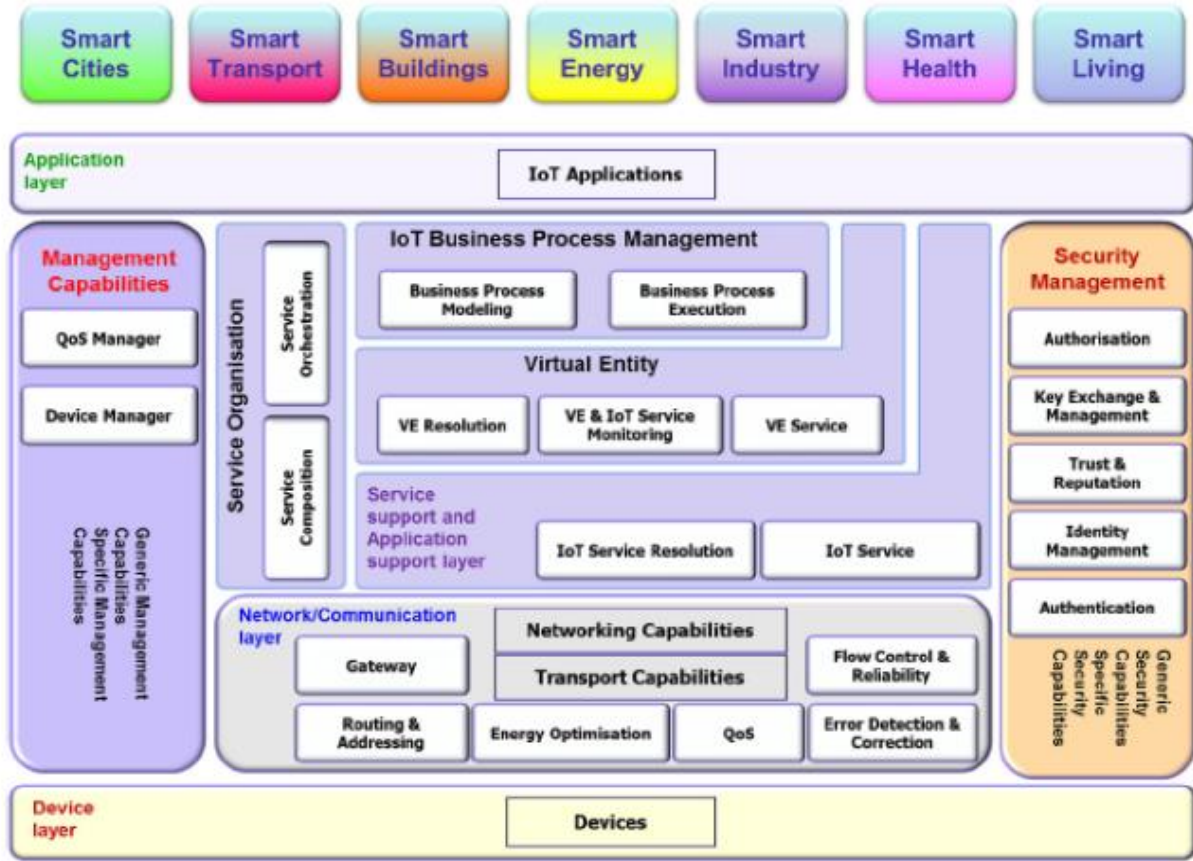 Smart
Cities
Smart
Transport
Smart
Buildings
Smart
Energy
Smart
Industry
Smart
Health
Smart
Living
Application
layer
IoT Applications
Management
Capabilities
QoS Manager
Device Manager
Generic Management
Capabilities
Specific Management
Capabilities
Service Organisation
Service
Orchestration
Service
Composition
IoT Business Process Management
Business Process
Modeling
Business Process
Execution
Virtual Entity
VE Resolution
VE & IoT Service
Monitoring
VE Service
Service
support and
Application
support layer
IoT Service Resolution
IoT Service
Network/Communication
layer
Networking Capabilities
Transport Capabilities
Gateway
Flow Control &
Reliability
Routing &
Addressing
Energy Optimisation
QoS
Error Detection &
Correction
Security
Management
Authorisation
Key Exchange &
Management
Trust &
Reputation
Identity
Management
Authentication
Generic
Security
Capabilities
Specific
Security
Capabilities
Device
layer
Devices